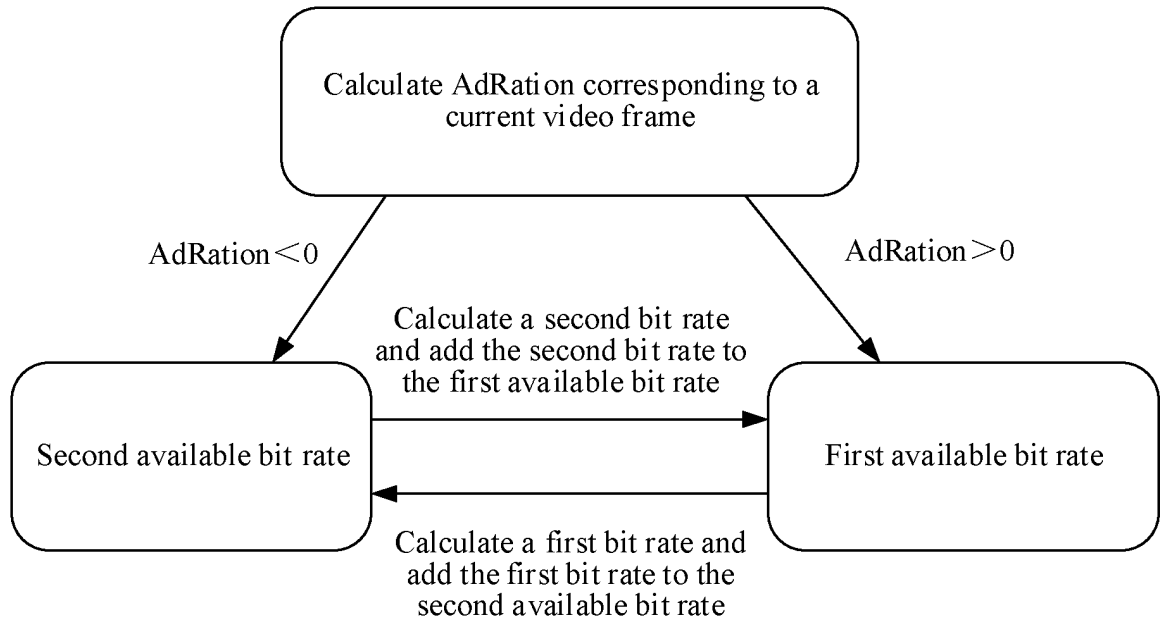 Calculate AdRation corresponding to a
current video frame
AdRation＜0
AdRation＞0
Calculate a second bit rate
and add the second bit rate to
the first available bit rate
Second available bit rate
First available bit rate
Calculate a first bit rate and
add the first bit rate to the
second available bit rate